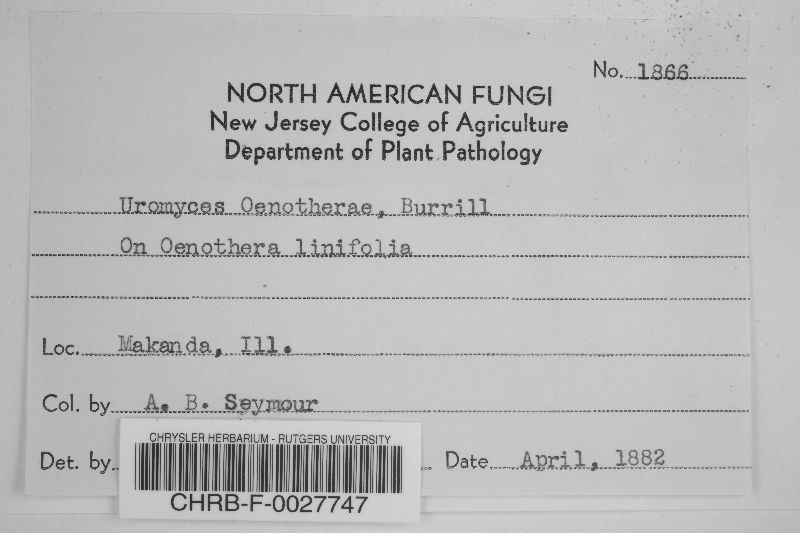 No. 1866
NORTH AMERICAN FUNGI
New Jersey College of Agriculture
Department of Plant Pathology
Uromyces Oenotherae, Burrill
On Oenothera linifolia
Loc. Makanda, Ill.
Col. by A. B. Seymour
Det. by
Date April, 1882
CHRYSLER HERBARIUM - RUTGERS UNIVERSITY
CHRB-F-0027747